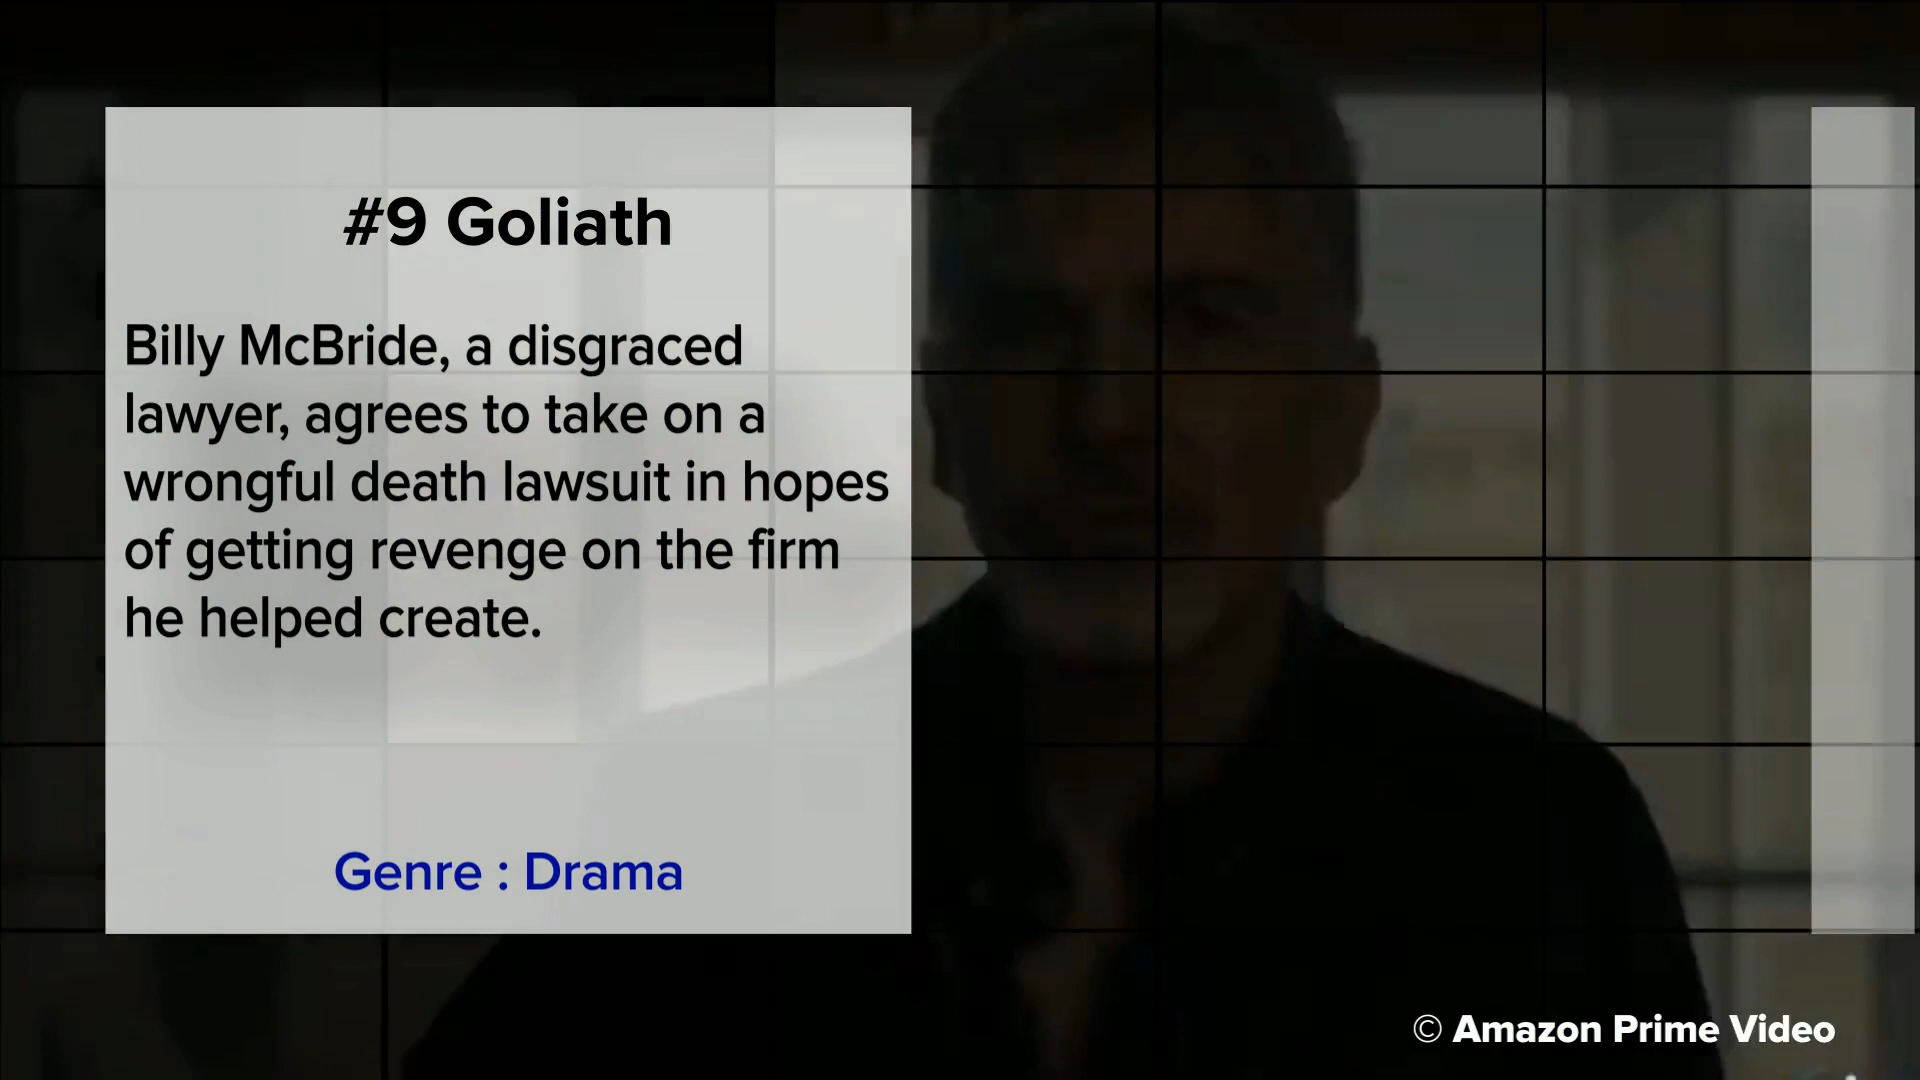 #9 Goliath
Billy McBride, a disgraced
lawyer, agrees to take on a
wrongful death lawsuit in hopes
of getting revenge on the firm
he helped create.
Genre : Drama
© Amazon Prime Video